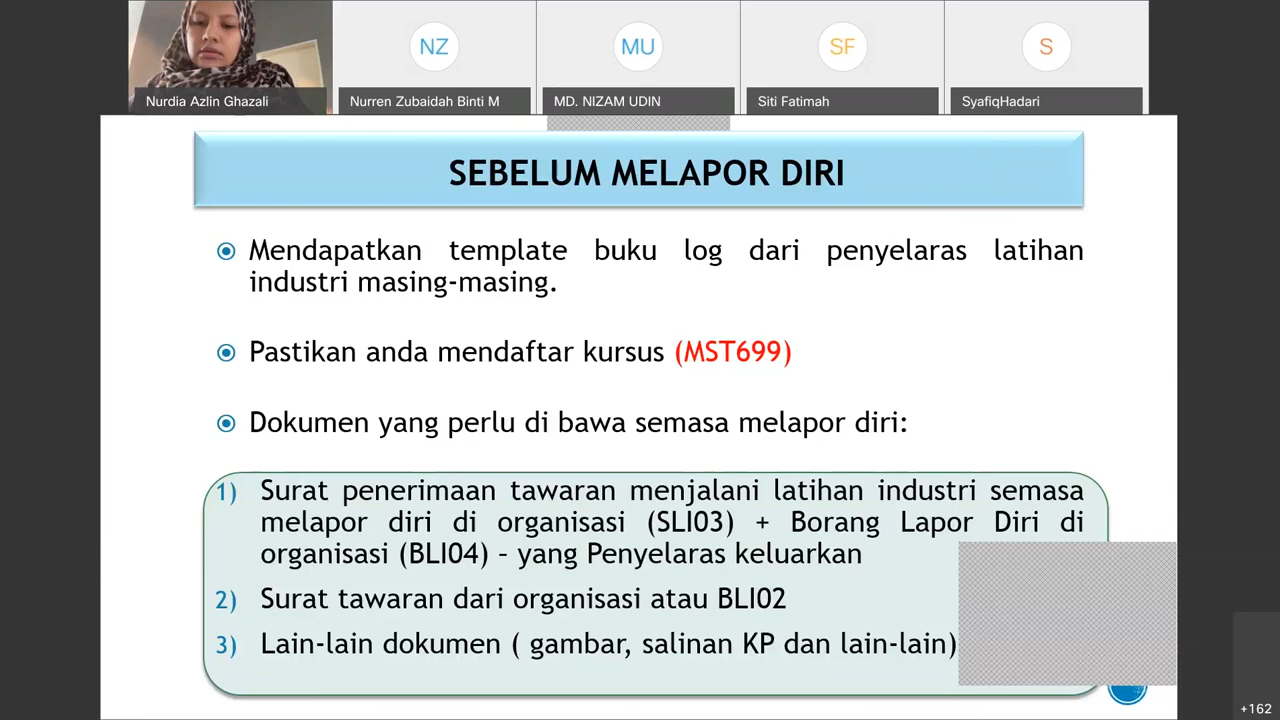 NZ
MU
SF
S
Nurdia Azlin Ghazali
Nurren Zubaidah Binti M
MD. NIZAM UDIN
Siti Fatimah
SyafiqHadari
SEBELUM MELAPOR DIRI
Mendapatkan template buku log dari penyelaras latihan
industri masing-masing.
Pastikan anda mendaftar kursus (MST699)
Dokumen yang perlu di bawa semasa melapor diri:
1) Surat penerimaan tawaran menjalani latihan industri semasa
melapor diri di organisasi (SLI03) + Borang Lapor Diri di
organisasi (BLI04) – yang Penyelaras keluarkan
2) Surat tawaran dari organisasi atau BLI02
3) Lain-lain dokumen ( gambar, salinan KP dan lain-lain)
+162